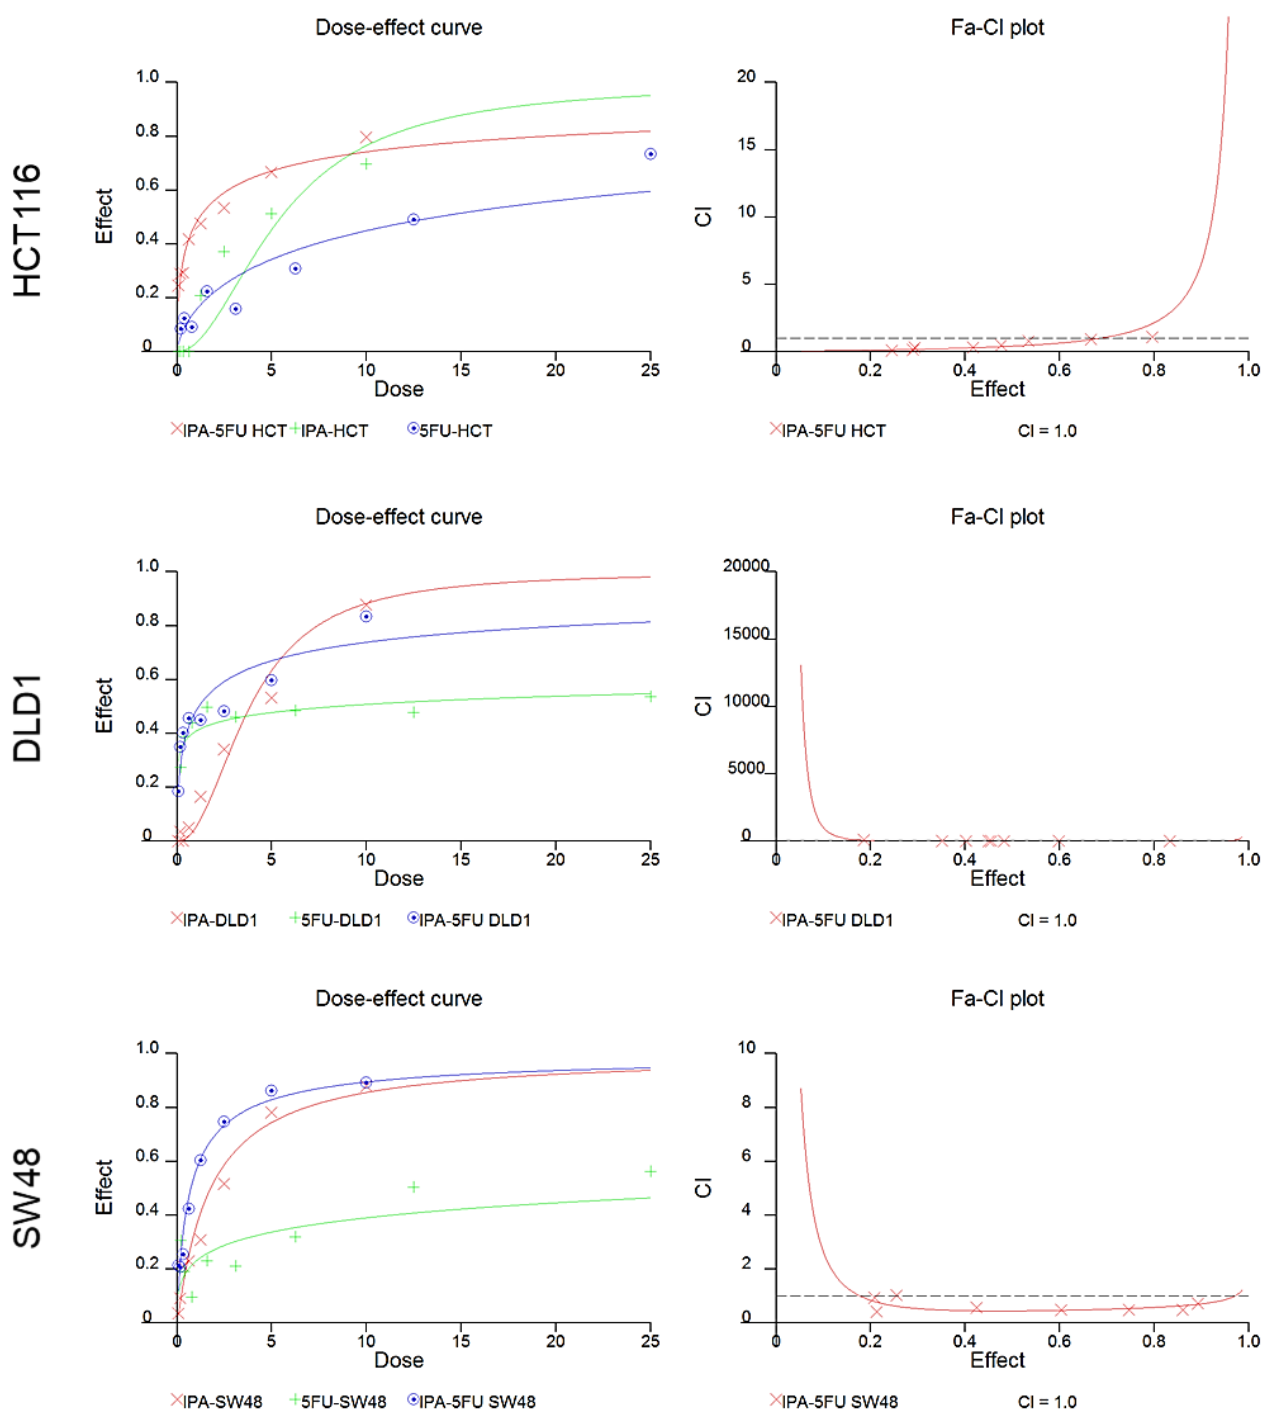 HCT116
Dose-effect curve
Effect
1.0
0.8
0.6
0.4
0.2
0
0 5 10 15 20 25
Dose
IPA-5FU HCT IPA-HCT 5FU-HCT
Fa-CI plot
CI
20
15
10
5
0
0 0.2 0.4 0.6 0.8 1.0
Effect
IPA-5FU HCT CI = 1.0
DLD1
Dose-effect curve
Effect
1.0
0.8
0.6
0.4
0.2
0
0 5 10 15 20 25
Dose
IPA-DLD1 5FU-DLD1 IPA-5FU DLD1
Fa-CI plot
CI
20000
15000
10000
5000
0
0 0.2 0.4 0.6 0.8 1.0
Effect
IPA-5FU DLD1 CI = 1.0
SW48
Dose-effect curve
Effect
1.0
0.8
0.6
0.4
0.2
0
0 5 10 15 20 25
Dose
IPA-SW48 5FU-SW48 IPA-5FU SW48
Fa-CI plot
CI
10
8
6
4
2
0
0 0.2 0.4 0.6 0.8 1.0
Effect
IPA-5FU SW48 CI = 1.0